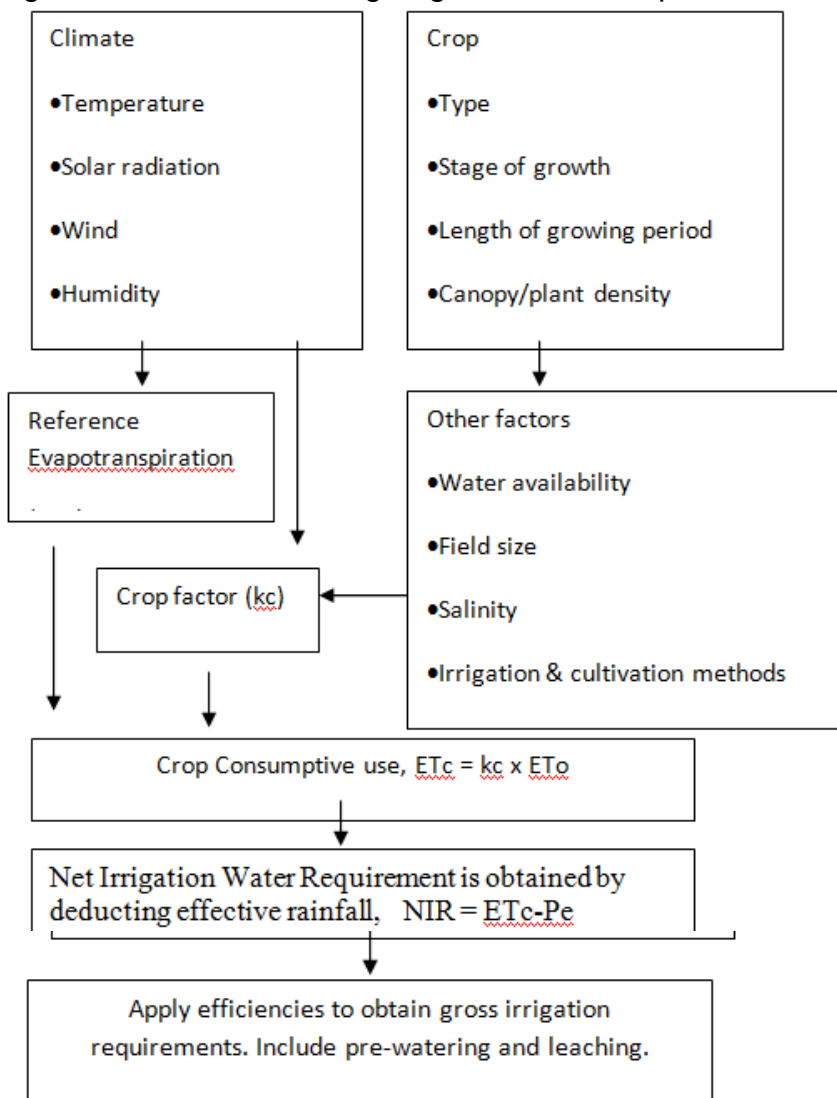 Climate
•Temperature
•Solar radiation
•Wind
•Humidity
Crop
•Type
•Stage of growth
•Length of growing period
•Canopy/plant density
Reference
Evapotranspiration
Other factors
•Water availability
•Field size
•Salinity
•Irrigation & cultivation methods
Crop factor (kc)
Crop Consumptive use, ETc = kc x ETo
Net Irrigation Water Requirement is obtained by
deducting effective rainfall, NIR = ETc-Pe
Apply efficiencies to obtain gross irrigation
requirements. Include pre-watering and leaching.